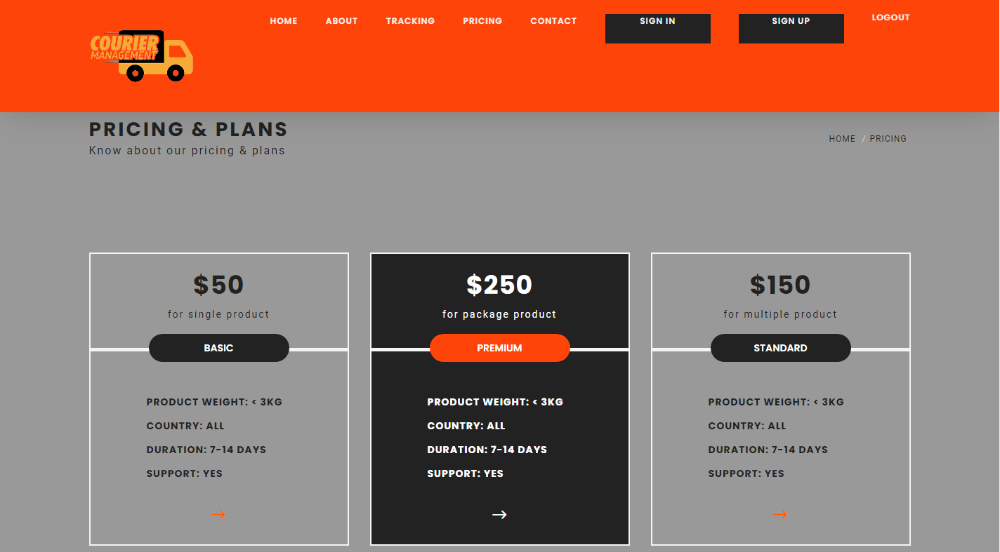 HOME ABOUT TRACKING PRICING CONTACT SIGN IN SIGN UP LOGOUT
COURIER
MANAGEMENT
PRICING & PLANS
Know about our pricing & plans
HOME / PRICING
$50
for single product
BASIC
PRODUCT WEIGHT: < 3KG
COUNTRY: ALL
DURATION: 7-14 DAYS
SUPPORT: YES
$250
for package product
PREMIUM
PRODUCT WEIGHT: < 3KG
COUNTRY: ALL
DURATION: 7-14 DAYS
SUPPORT: YES
$150
for multiple product
STANDARD
PRODUCT WEIGHT: < 3KG
COUNTRY: ALL
DURATION: 7-14 DAYS
SUPPORT: YES